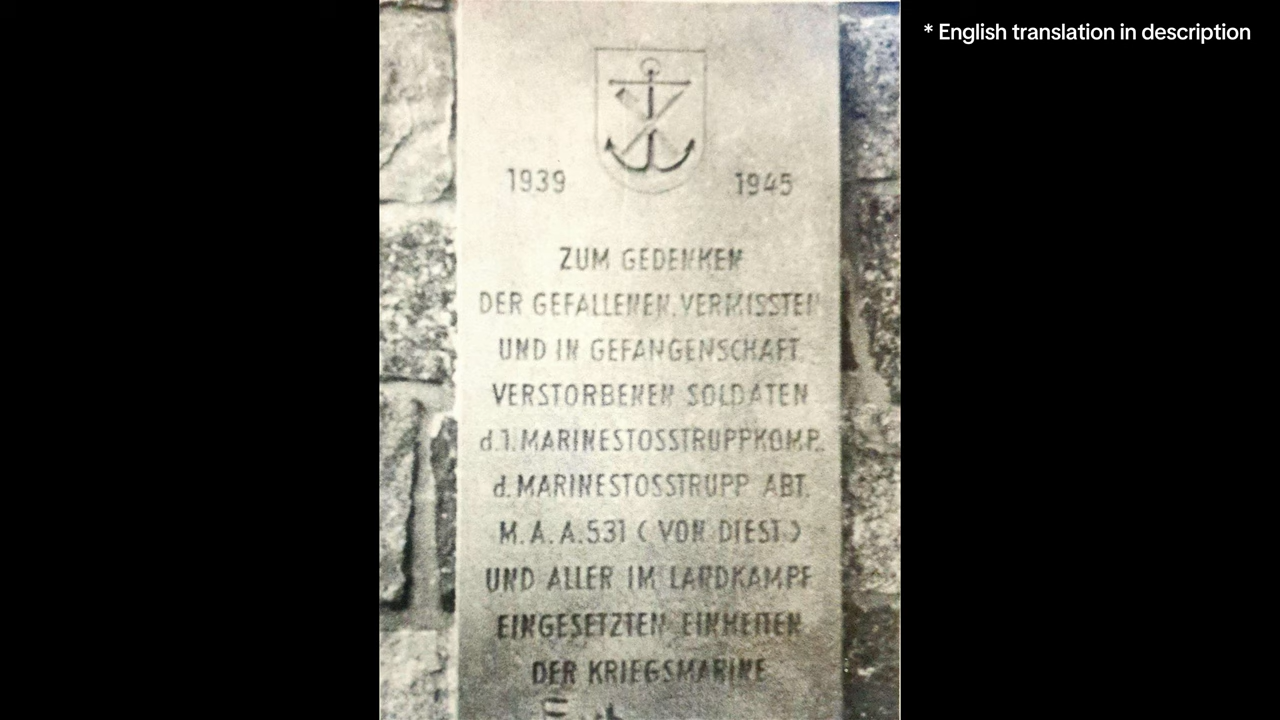 * English translation in description
1939 1945
ZUM GEDENKEN
DER GEFALLENEN, VERMISSTEN
UND IN GEFANGENSCHAFT
VERSTORBENEN SOLDATEN
d.1.MARINESTOSSTRUPPKOMP.
d.MARINESTOSSTRUPP ABT.
M.A.A.531 (VON DIEST)
UND ALLER IM LANDKAMPF
EINGESETZTEN EINHEITEN
DER KRIEGSMARINE